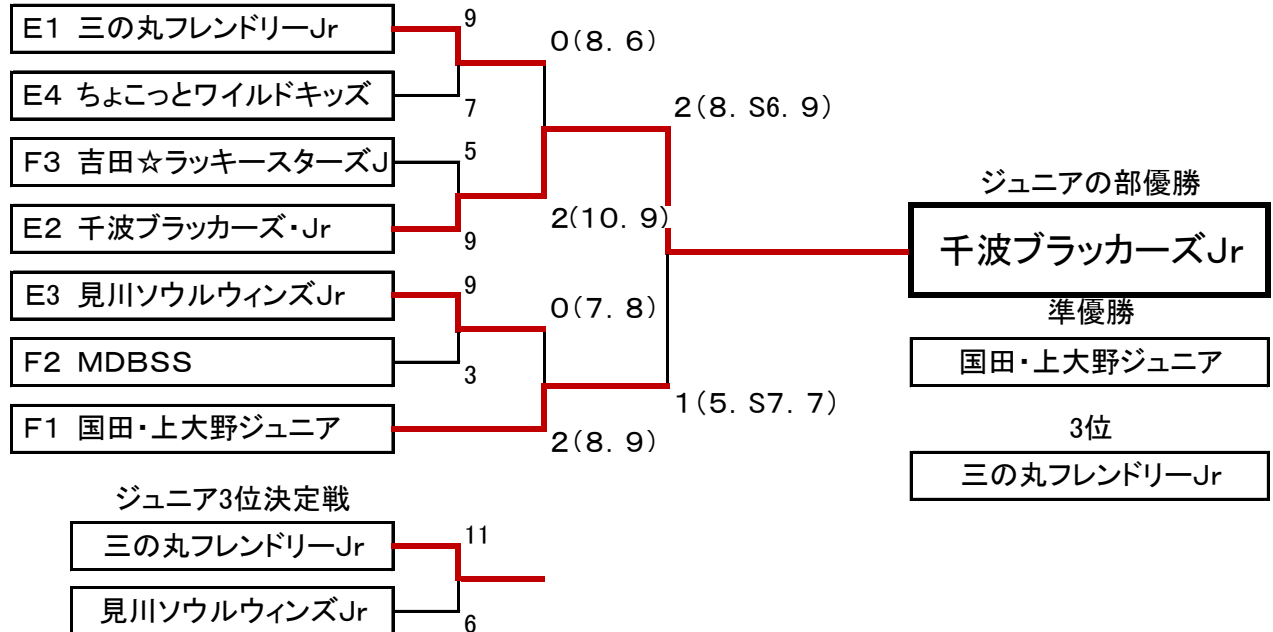 E1 三の丸フレンドリーJr
9
0(8．6)
E4 ちょこっとワイルドキッズ
7
2(8．S6．9)
F3 吉田☆ラッキースターズJ
5
E2 千波ブラッカーズ・Jr
9
2(10．9)
ジュニアの部優勝
千波ブラッカーズJr
E3 見川ソウルウィンズJr
9
0(7．8)
準優勝
F2 MDBSS
3
国田・上大野ジュニア
1(5．S7．7)
F1 国田・上大野ジュニア
2(8．9)
3位
三の丸フレンドリーJr
ジュニア3位決定戦
三の丸フレンドリーJr
11
見川ソウルウィンズJr
6